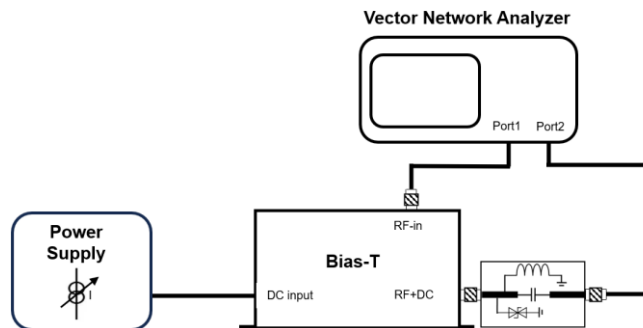 Vector Network Analyzer
Port1 Port2
Power
Supply
I
RF-in
Bias-T
DC input
RF+DC